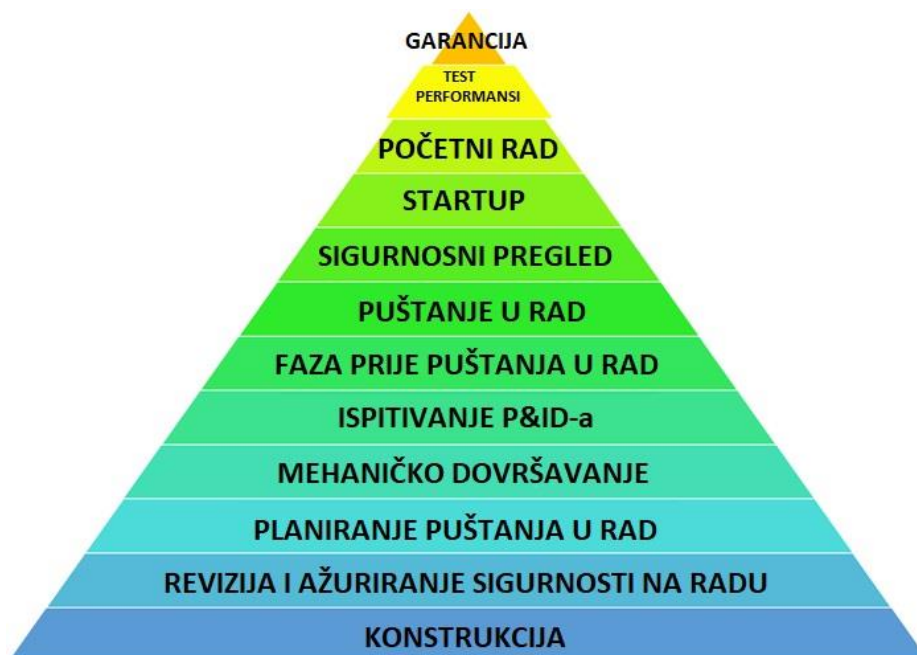 GARANCIJA
TEST
PERFORMANSI
POČETNI RAD
STARTUP
SIGURNOSNI PREGLED
PUŠTANJE U RAD
FAZA PRIJE PUŠTANJA U RAD
ISPITIVANJE P&ID-a
MEHANIČKO DOVRŠAVANJE
PLANIRANJE PUŠTANJA U RAD
REVIZIJA I AŽURIRANJE SIGURNOSTI NA RADU
KONSTRUKCIJA